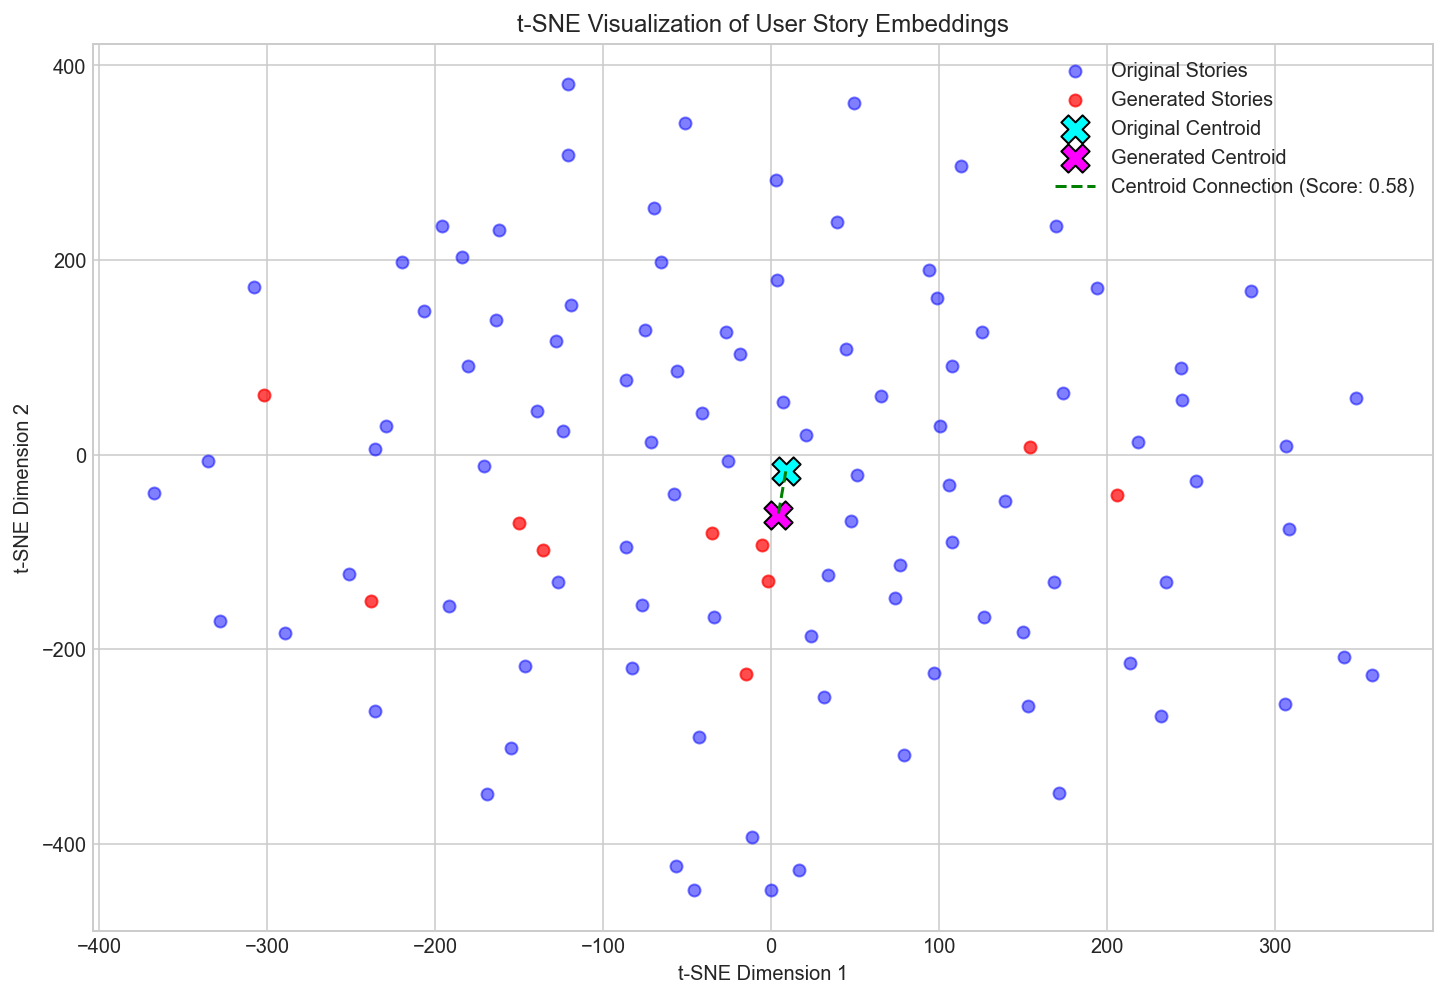 t-SNE Visualization of User Story Embeddings
Original Stories
Generated Stories
Original Centroid
Generated Centroid
Centroid Connection (Score: 0.58)
400
200
0
−200
−400
t-SNE Dimension 2
−400 −300 −200 −100 0 100 200 300
t-SNE Dimension 1